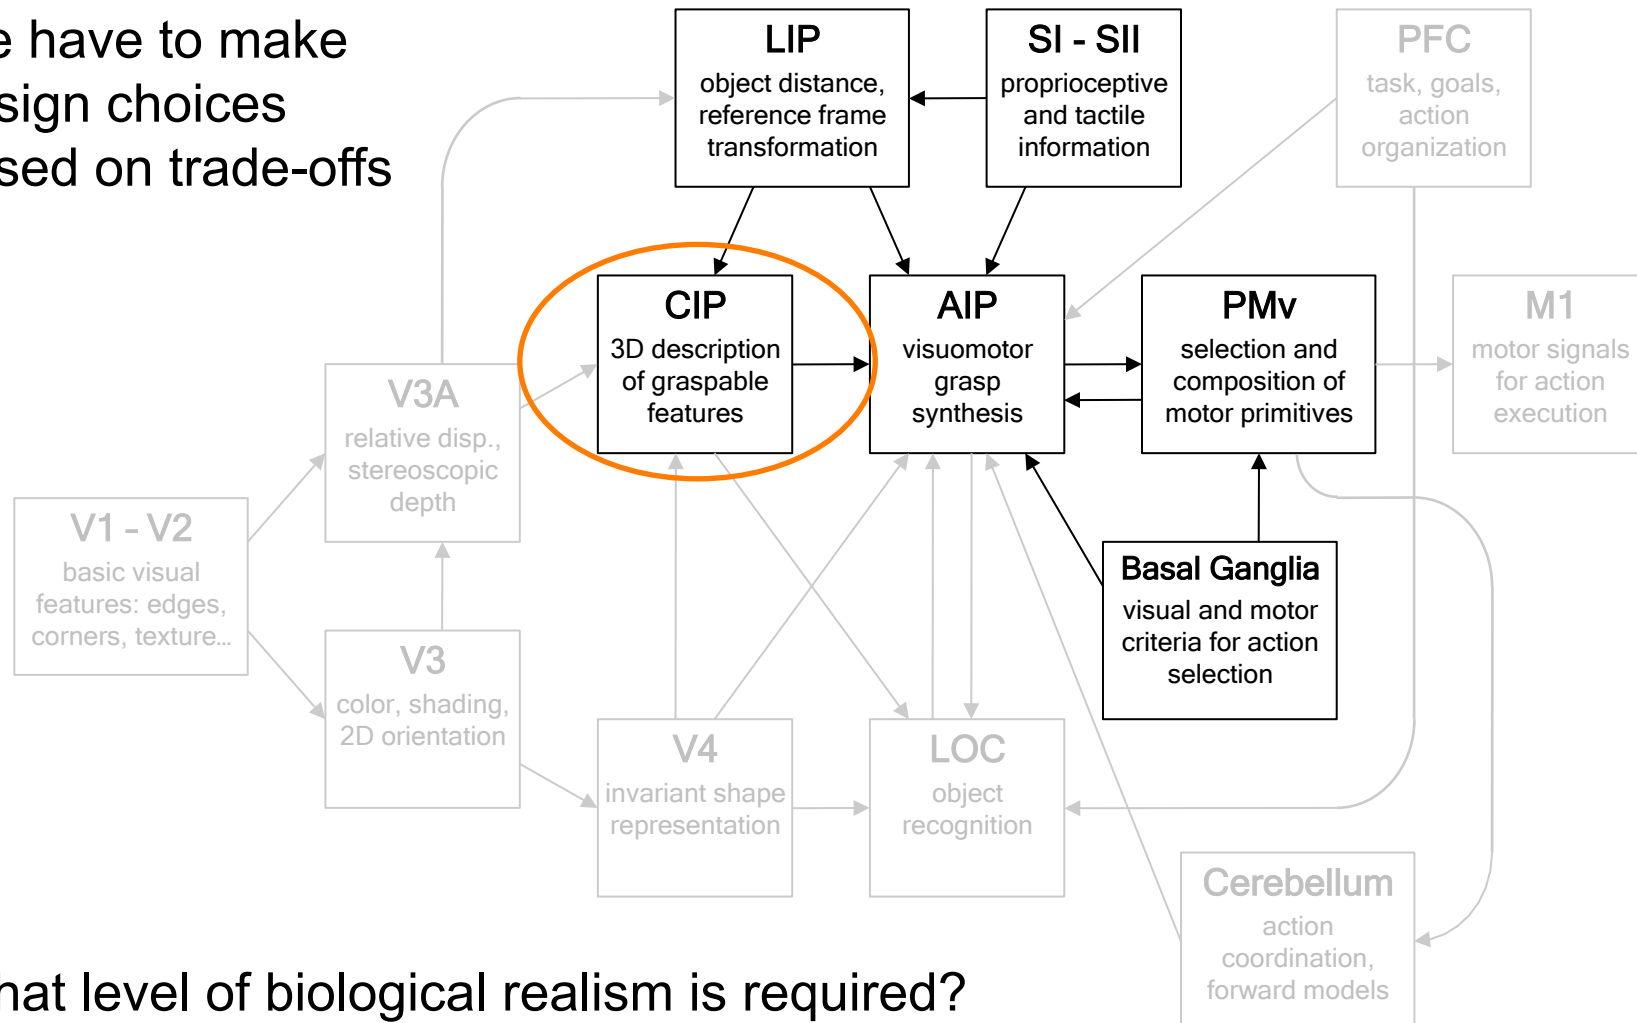 e have to make
sign choices
sed on trade-offs
LIP
object distance,
reference frame
transformation
SI - SII
proprioceptive
and tactile
information
PFC
task, goals,
action
organization
CIP
3D description
of graspable
features
AIP
visuomotor
grasp
synthesis
PMv
selection and
composition of
motor primitives
M1
motor signals
for action
execution
V3A
relative disp.,
stereoscopic
depth
V1 - V2
basic visual
features: edges,
corners, texture...
V3
color, shading,
2D orientation
Basal Ganglia
visual and motor
criteria for action
selection
V4
invariant shape
representation
LOC
object
recognition
Cerebellum
action
coordination,
forward models
hat level of biological realism is required?